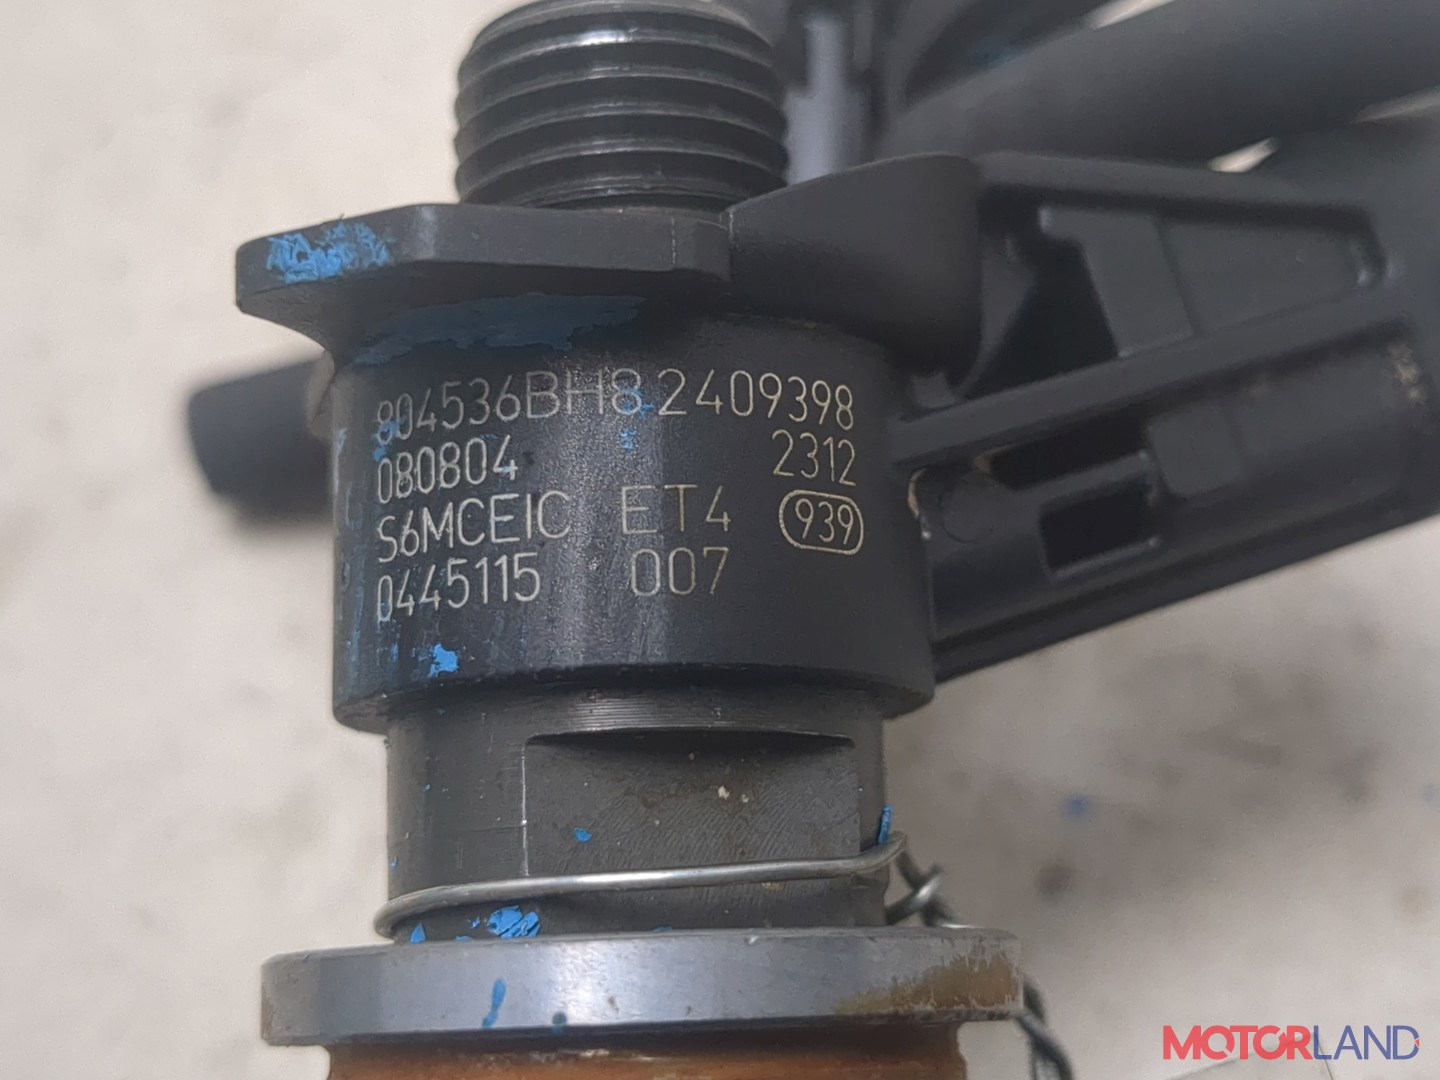 804536BH8 2409398
080804 2312
S6MCEIC ET4 939
0445115 007
MOTORLAND